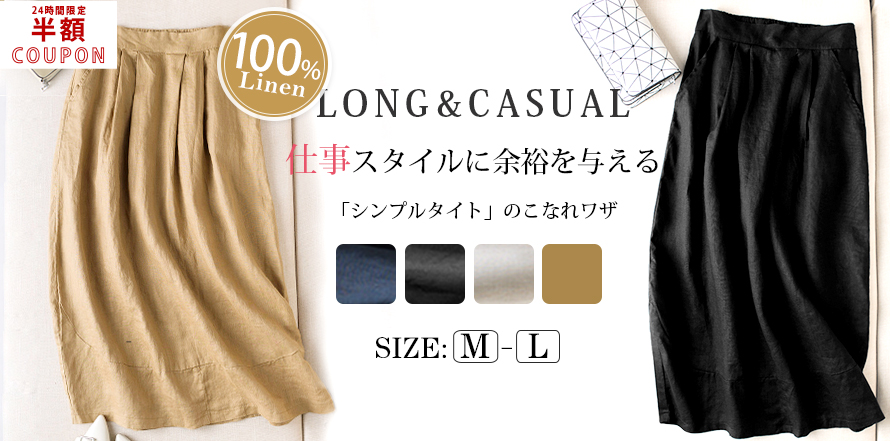 24時間限定
半額
COUPON
100%
Linen
LONG&CASUAL
仕事スタイルに余裕を与える
「シンプルタイト」のこなれワザ
SIZE: M-L